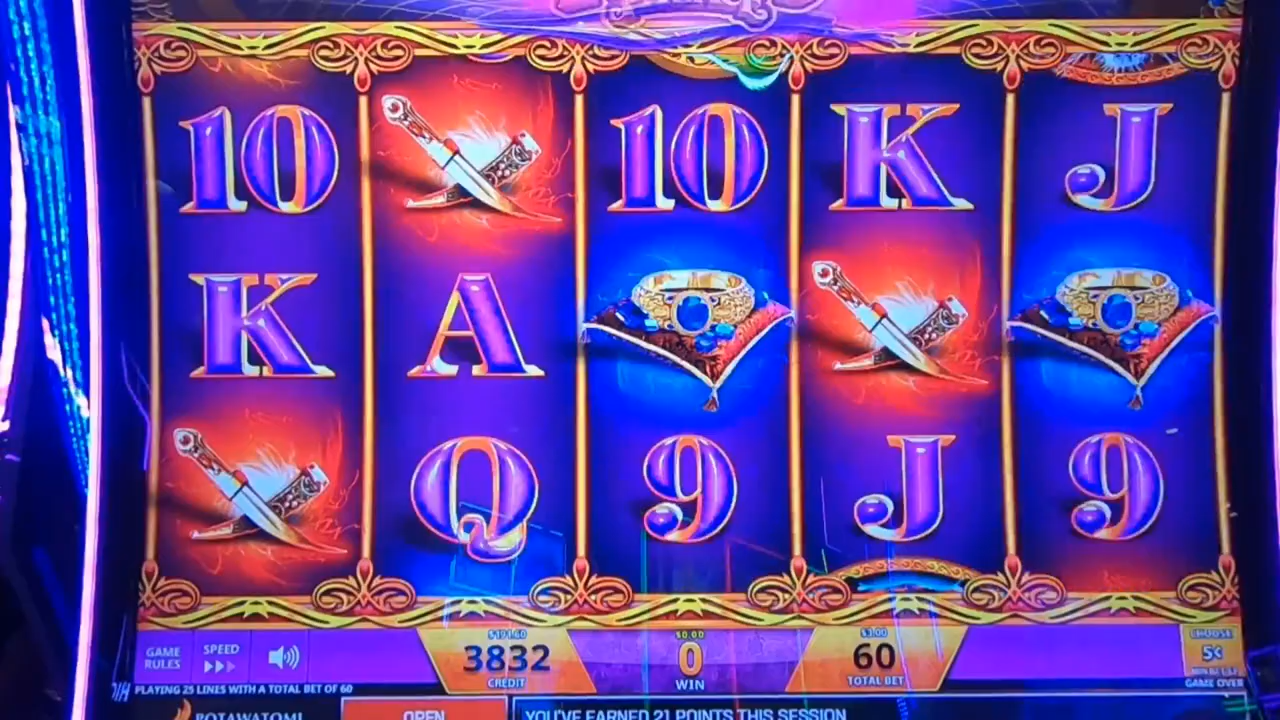 10 10 K J
K A
Q 9 J 9
GAME RULES
SPEED
$191.60
3832
CREDIT
$0.00
0
WIN
$3.00
60
TOTAL BET
CHOOSE
5¢
GAME OVER
PLAYING 25 LINES WITH A TOTAL BET OF 60
POTAWATOMI
OPEN
YOU'VE EARNED 21 POINTS THIS SESSION